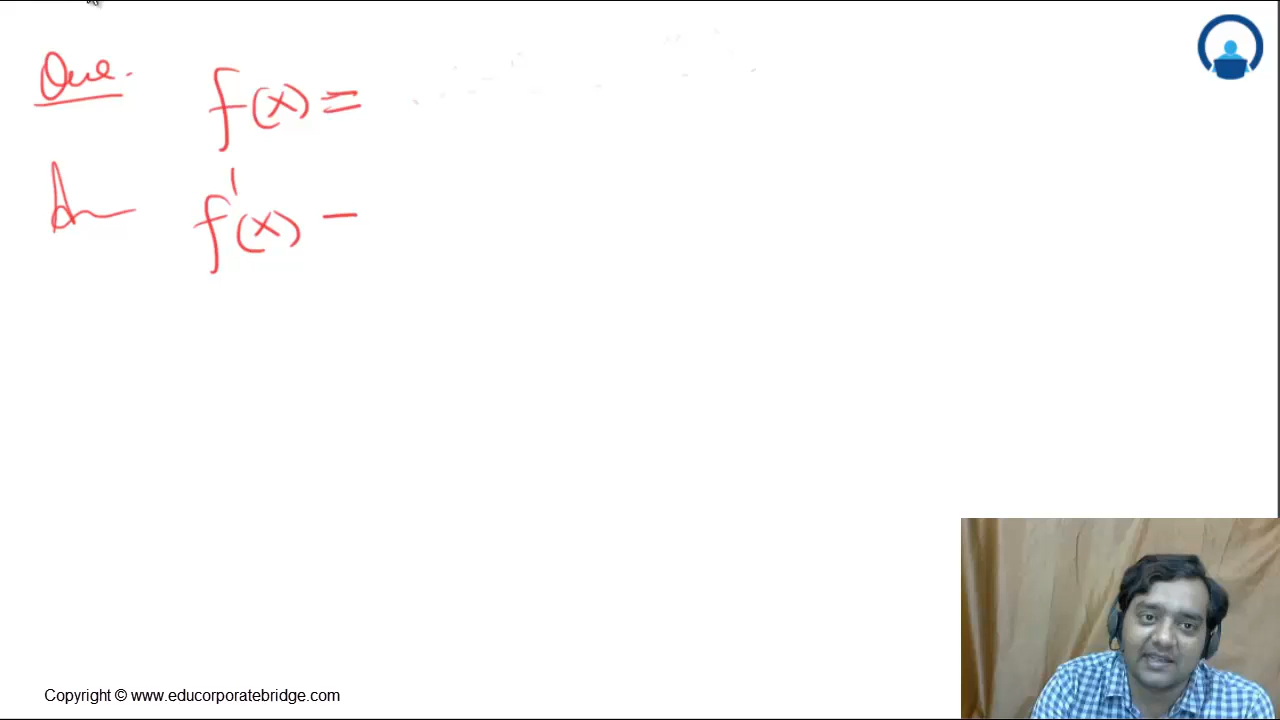 Que.
f(x) =
An
f'(x) =
Copyright © www.educorporatebridge.com